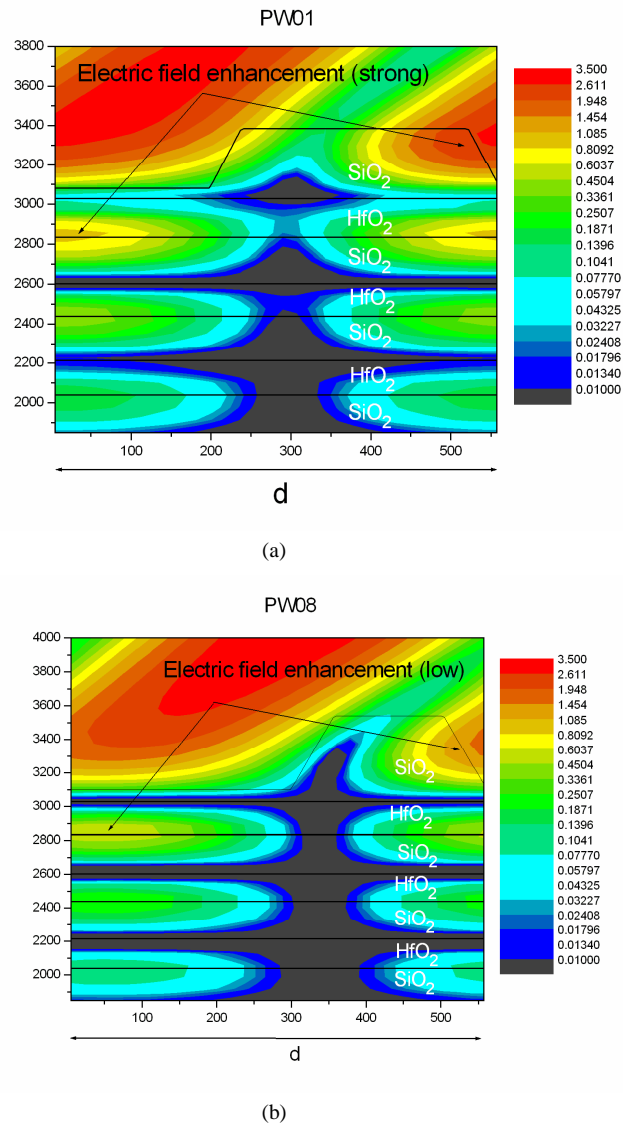 PW01
3800
3600
3400
3200
3000
2800
2600
2400
2200
2000
Electric field enhancement (strong)
SiO2
HfO2
SiO2
HfO2
SiO2
HfO2
SiO2
100 200 300 400 500
d
3.500
2.611
1.948
1.454
1.085
0.8092
0.6037
0.4504
0.3361
0.2507
0.1871
0.1396
0.1041
0.07770
0.05797
0.04325
0.03227
0.02408
0.01796
0.01340
0.01000
(a)
PW08
4000
3800
3600
3400
3200
3000
2800
2600
2400
2200
2000
Electric field enhancement (low)
SiO2
HfO2
SiO2
HfO2
SiO2
HfO2
SiO2
100 200 300 400 500
d
3.500
2.611
1.948
1.454
1.085
0.8092
0.6037
0.4504
0.3361
0.2507
0.1871
0.1396
0.1041
0.07770
0.05797
0.04325
0.03227
0.02408
0.01796
0.01340
0.01000
(b)